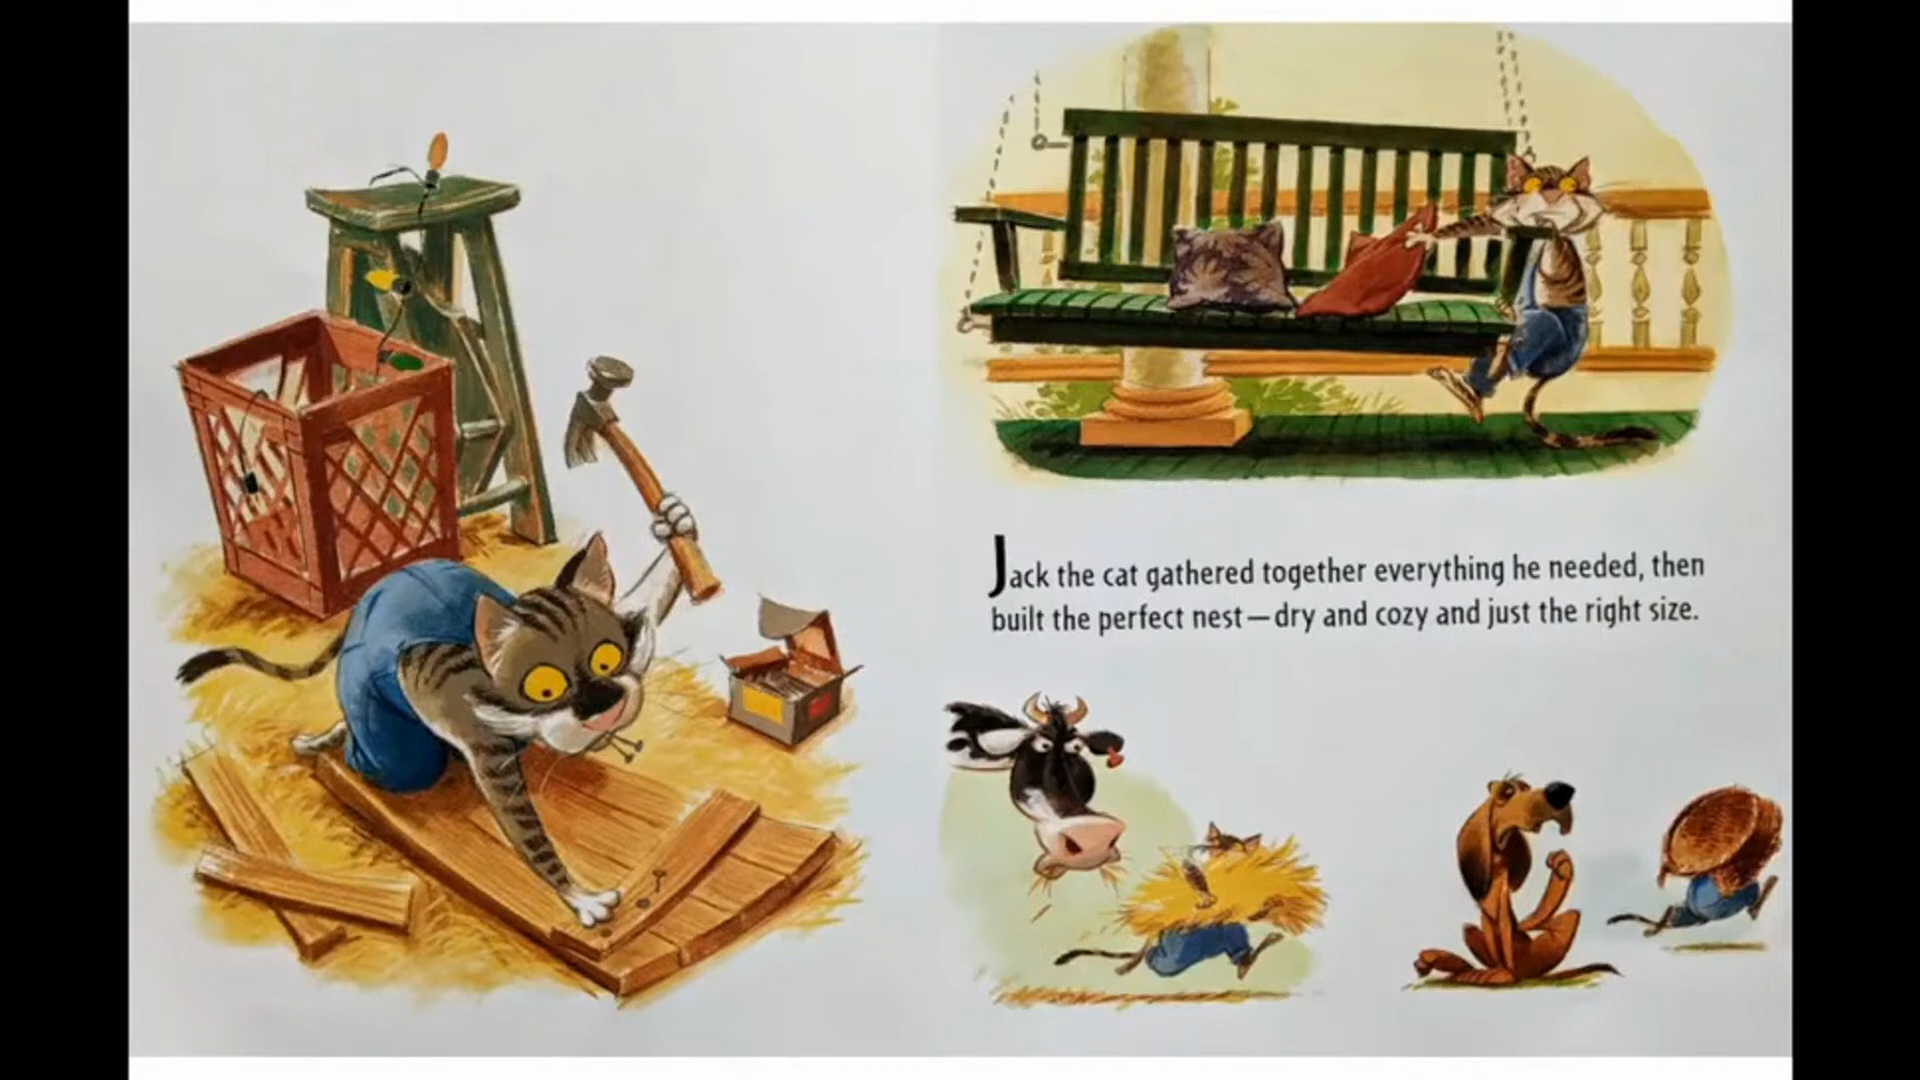 Jack the cat gathered together everything he needed, then
built the perfect nest—dry and cozy and just the right size.